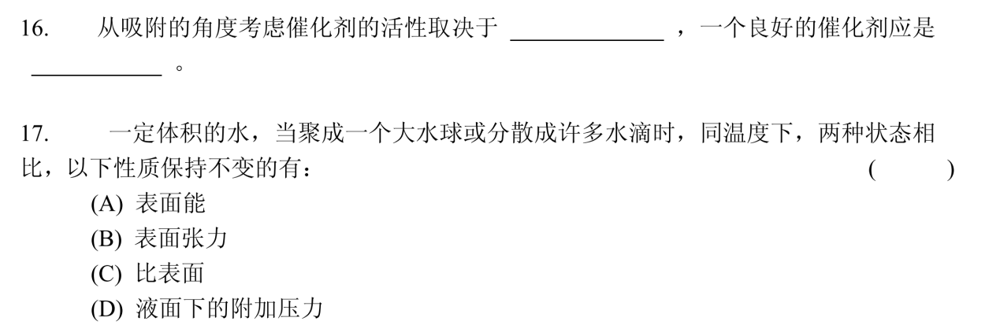 16. 从吸附的角度考虑催化剂的活性取决于 ____________ ，一个良好的催化剂应是
___________ 。
17. 一定体积的水，当聚成一个大水球或分散成许多水滴时，同温度下，两种状态相
比，以下性质保持不变的有： ( )
(A) 表面能
(B) 表面张力
(C) 比表面
(D) 液面下的附加压力